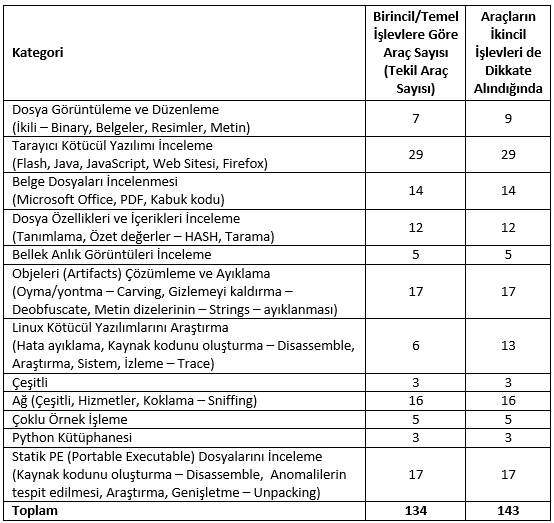 Kategori
Birincil/Temel
İşlevlere Göre
Araç Sayısı
(Tekil Araç
Sayısı)
Araçların
İkincil
İşlevleri de
Dikkate
Alındığında
Dosya Görüntüleme ve Düzenleme
(İkili – Binary, Belgeler, Resimler, Metin)
7
9
Tarayıcı Kötücül Yazılımı İnceleme
(Flash, Java, JavaScript, Web Sitesi, Firefox)
29
29
Belge Dosyaları İncelenmesi
(Microsoft Office, PDF, Kabuk kodu)
14
14
Dosya Özellikleri ve İçerikleri İnceleme
(Tanımlama, Özet değerler – HASH, Tarama)
12
12
Bellek Anlık Görüntüleri İnceleme
5
5
Objeleri (Artifacts) Çözümleme ve Ayıklama
(Oyma/yontma – Carving, Gizlemeyi kaldırma –
Deobfuscate, Metin dizelerinin – Strings – ayıklanması)
17
17
Linux Kötücül Yazılımlarını Araştırma
(Hata ayıklama, Kaynak kodunu oluşturma – Disassemble,
Araştırma, Sistem, İzleme – Trace)
6
13
Çeşitli
3
3
Ağ (Çeşitli, Hizmetler, Koklama – Sniffing)
16
16
Çoklu Örnek İşleme
5
5
Python Kütüphanesi
3
3
Statik PE (Portable Executable) Dosyalarını İnceleme
(Kaynak kodunu oluşturma – Disassemble, Anomalilerin
tespit edilmesi, Araştırma, Genişletme – Unpacking)
17
17
Toplam
134
143